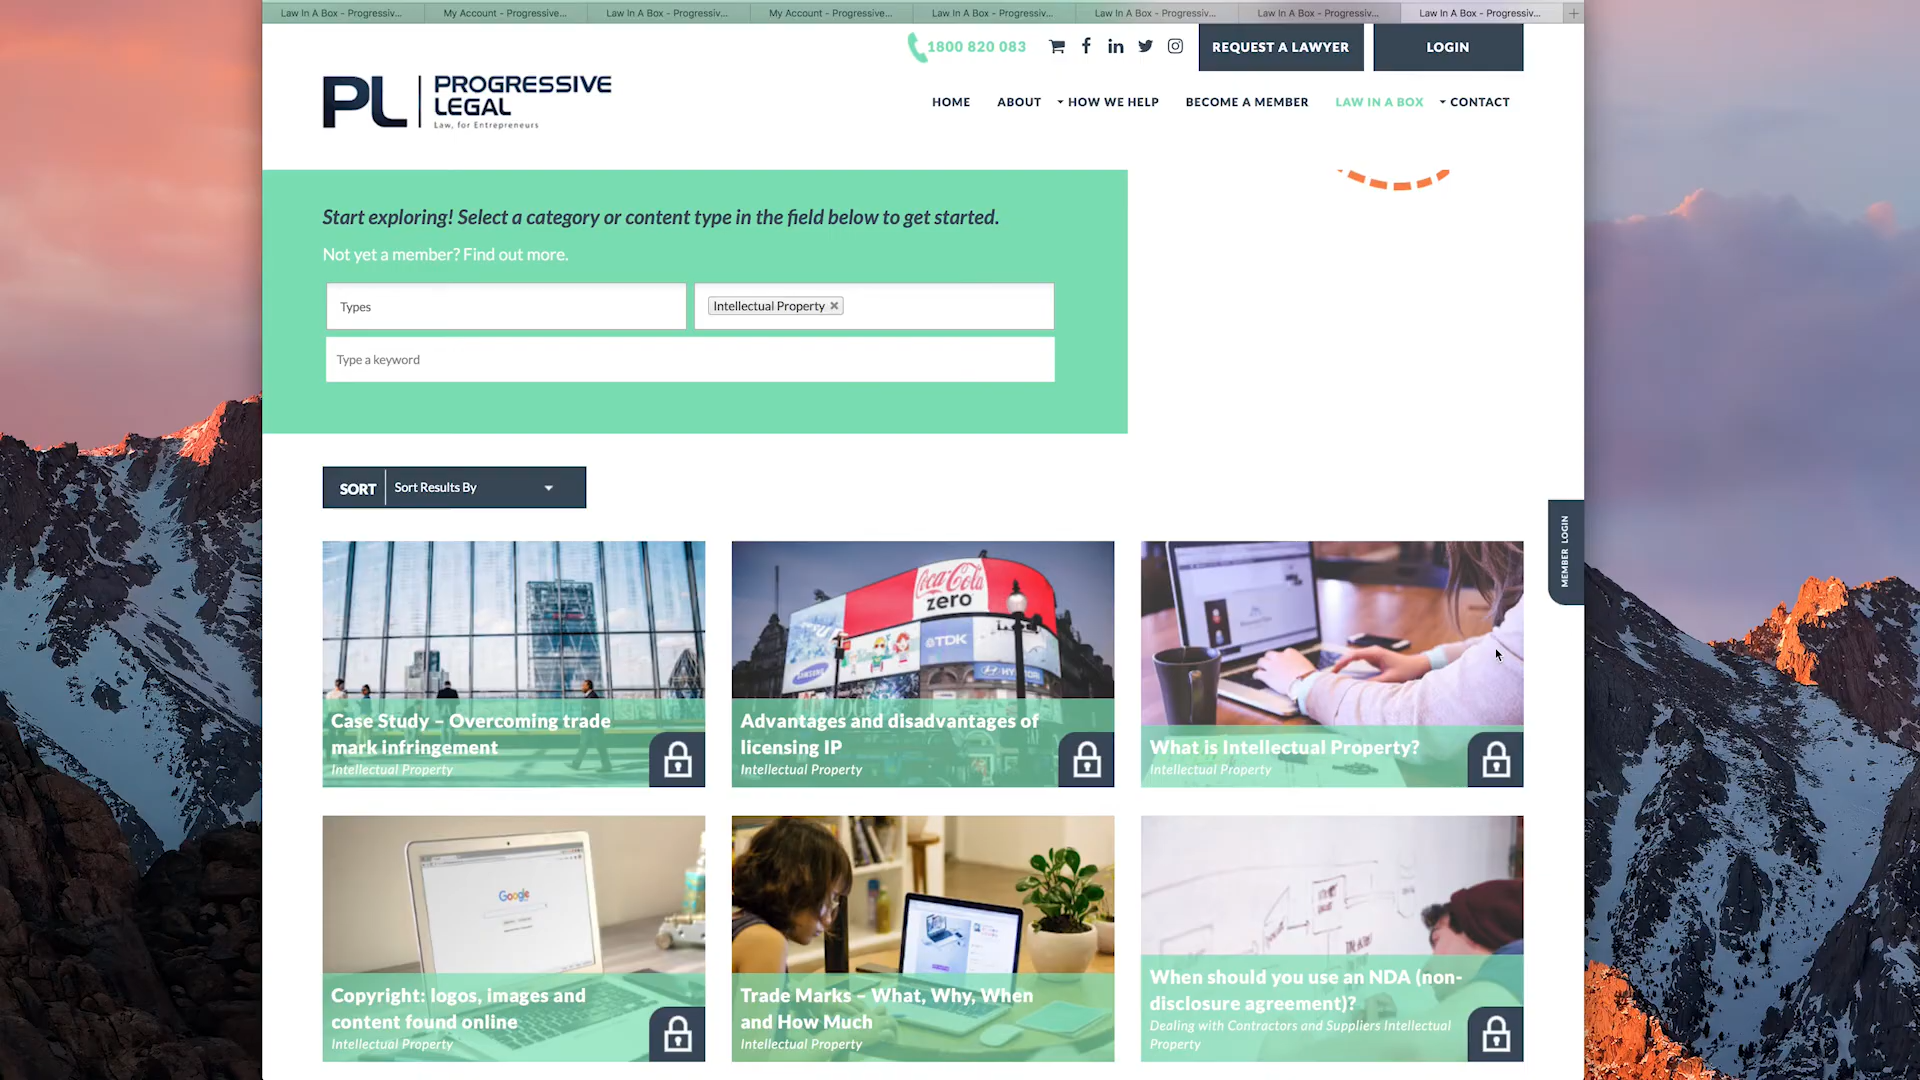 Law In A Box - Progressiv...
My Account - Progressive...
Law In A Box - Progressiv...
My Account - Progressive...
Law In A Box - Progressiv...
Law In A Box - Progressiv...
Law In A Box - Progressiv...
Law In A Box - Progressiv...
1800 820 083
REQUEST A LAWYER
LOGIN
PL
PROGRESSIVE
LEGAL
Law, for Entrepreneurs
HOME
ABOUT
HOW WE HELP
BECOME A MEMBER
LAW IN A BOX
CONTACT
Start exploring! Select a category or content type in the field below to get started.
Not yet a member? Find out more.
Types
Intellectual Property
Type a keyword
SORT
Sort Results By
MEMBER LOGIN
Coca-Cola
zero
TDK
SAMSUNG
HYUNDAI
Case Study – Overcoming trade
mark infringement
Intellectual Property
Advantages and disadvantages of
licensing IP
Intellectual Property
What is Intellectual Property?
Intellectual Property
Google
Copyright: logos, images and
content found online
Intellectual Property
Trade Marks – What, Why, When
and How Much
Intellectual Property
When should you use an NDA (non-
disclosure agreement)?
Dealing with Contractors and Suppliers Intellectual
Property